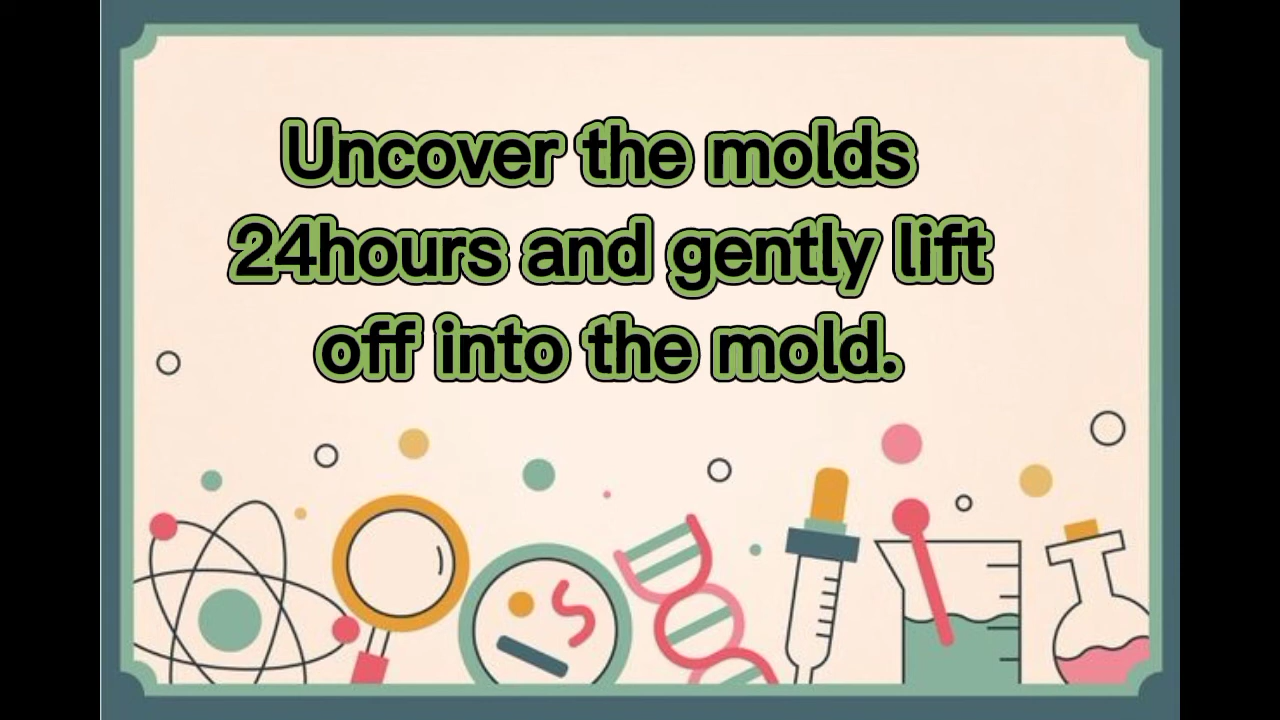 Uncover the molds
24hours and gently lift
off into the mold.